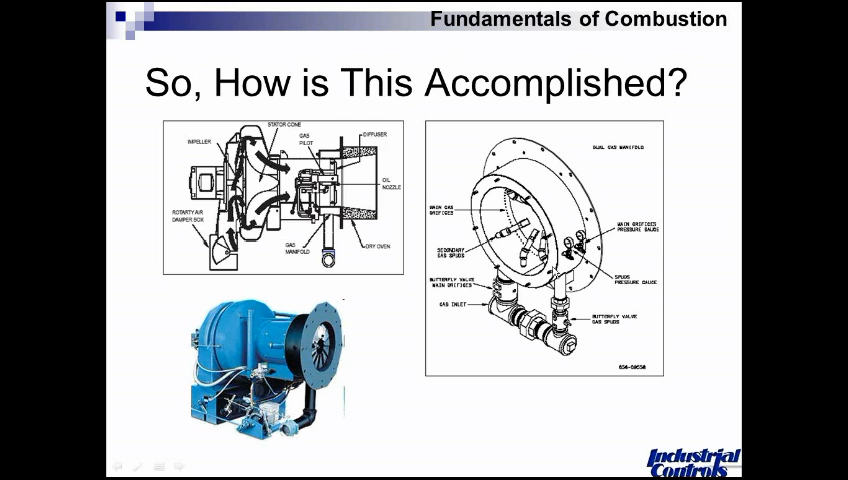 Fundamentals of Combustion
So, How is This Accomplished?
STATOR CONE
IMPELLER
GAS
PILOT
DIFFUSER
OIL
NOZZLE
ROTARTY AIR
DAMPER BOX
GAS
MANIFOLD
DRY OVEN
DUAL GAS MANIFOLD
MAIN GAS
ORIFICES
MAIN ORIFICES
PRESSURE GAUGE
SECONDARY
GAS SPUDS
SPUDS
PRESSURE GAUGE
BUTTERFLY VALVE
MAIN ORIFICES
GAS INLET
BUTTERFLY VALVE
GAS SPUDS
Industrial
Controls